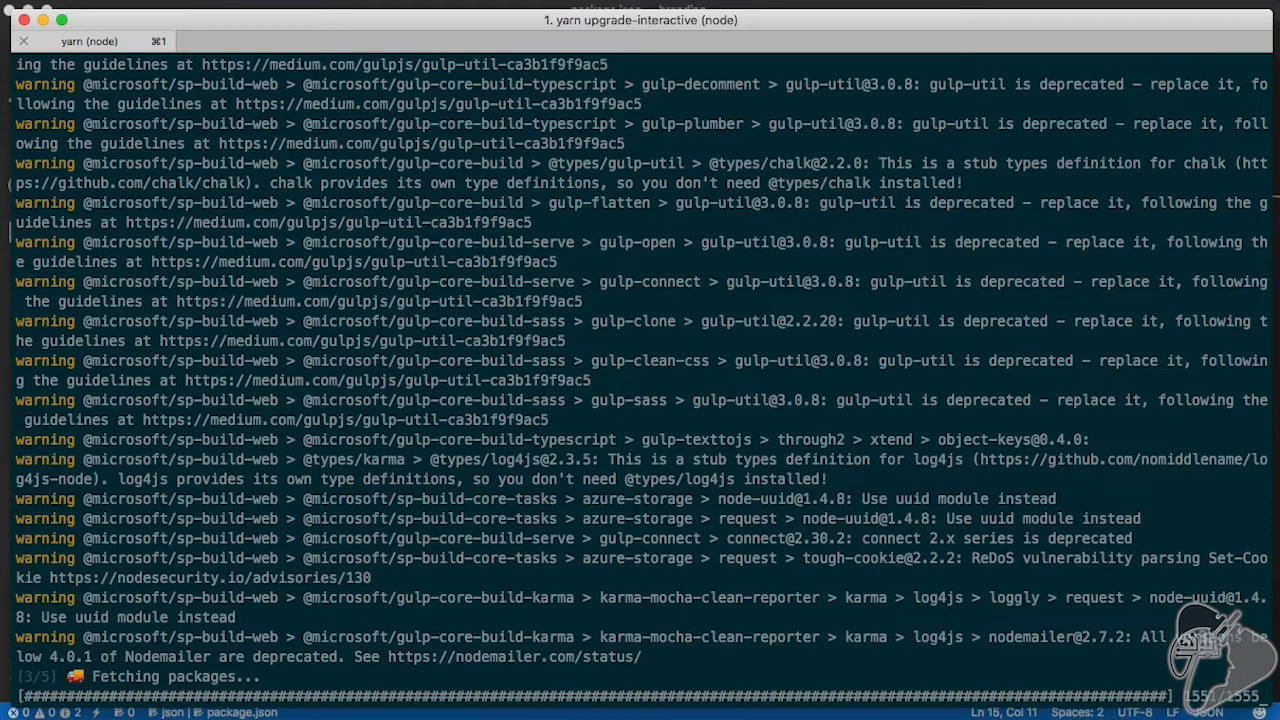 1. yarn upgrade-interactive (node)
yarn (node) ⌘1
ing the guidelines at https://medium.com/gulpjs/gulp-util-ca3b1f9f9ac5
warning @microsoft/sp-build-web > @microsoft/gulp-core-build-typescript > gulp-decomment > gulp-util@3.0.8: gulp-util is deprecated - replace it, fo
llowing the guidelines at https://medium.com/gulpjs/gulp-util-ca3b1f9f9ac5
warning @microsoft/sp-build-web > @microsoft/gulp-core-build-typescript > gulp-plumber > gulp-util@3.0.8: gulp-util is deprecated - replace it, foll
owing the guidelines at https://medium.com/gulpjs/gulp-util-ca3b1f9f9ac5
warning @microsoft/sp-build-web > @microsoft/gulp-core-build > @types/gulp-util > @types/chalk@2.2.0: This is a stub types definition for chalk (htt
ps://github.com/chalk/chalk). chalk provides its own type definitions, so you don't need @types/chalk installed!
warning @microsoft/sp-build-web > @microsoft/gulp-core-build > gulp-flatten > gulp-util@3.0.8: gulp-util is deprecated - replace it, following the g
uidelines at https://medium.com/gulpjs/gulp-util-ca3b1f9f9ac5
warning @microsoft/sp-build-web > @microsoft/gulp-core-build-serve > gulp-open > gulp-util@3.0.8: gulp-util is deprecated - replace it, following th
e guidelines at https://medium.com/gulpjs/gulp-util-ca3b1f9f9ac5
warning @microsoft/sp-build-web > @microsoft/gulp-core-build-serve > gulp-connect > gulp-util@3.0.8: gulp-util is deprecated - replace it, following
the guidelines at https://medium.com/gulpjs/gulp-util-ca3b1f9f9ac5
warning @microsoft/sp-build-web > @microsoft/gulp-core-build-sass > gulp-clone > gulp-util@2.2.20: gulp-util is deprecated - replace it, following t
he guidelines at https://medium.com/gulpjs/gulp-util-ca3b1f9f9ac5
warning @microsoft/sp-build-web > @microsoft/gulp-core-build-sass > gulp-clean-css > gulp-util@3.0.8: gulp-util is deprecated - replace it, followin
g the guidelines at https://medium.com/gulpjs/gulp-util-ca3b1f9f9ac5
warning @microsoft/sp-build-web > @microsoft/gulp-core-build-sass > gulp-sass > gulp-util@3.0.8: gulp-util is deprecated - replace it, following the
guidelines at https://medium.com/gulpjs/gulp-util-ca3b1f9f9ac5
warning @microsoft/sp-build-web > @microsoft/gulp-core-build-typescript > gulp-texttojs > through2 > xtend > object-keys@0.4.0:
warning @microsoft/sp-build-web > @types/karma > @types/log4js@2.3.5: This is a stub types definition for log4js (https://github.com/nomiddlename/lo
g4js-node). log4js provides its own type definitions, so you don't need @types/log4js installed!
warning @microsoft/sp-build-web > @microsoft/sp-build-core-tasks > azure-storage > node-uuid@1.4.8: Use uuid module instead
warning @microsoft/sp-build-web > @microsoft/sp-build-core-tasks > azure-storage > request > node-uuid@1.4.8: Use uuid module instead
warning @microsoft/sp-build-web > @microsoft/gulp-core-build-serve > gulp-connect > connect@2.30.2: connect 2.x series is deprecated
warning @microsoft/sp-build-web > @microsoft/sp-build-core-tasks > azure-storage > request > tough-cookie@2.2.2: ReDoS vulnerability parsing Set-Coo
kie https://nodesecurity.io/advisories/130
warning @microsoft/sp-build-web > @microsoft/gulp-core-build-karma > karma-mocha-clean-reporter > karma > log4js > loggly > request > node-uuid@1.4.
8: Use uuid module instead
warning @microsoft/sp-build-web > @microsoft/gulp-core-build-karma > karma-mocha-clean-reporter > karma > log4js > nodemailer@2.7.2: All be
low 4.0.1 of Nodemailer are deprecated. See https://nodemailer.com/status/
[3/5] 🚚 Fetching packages...
[######################################################################################################################################] 1551/1555
0 0 2 0 json | package.json Ln 15, Col 11 Spaces: 2 UTF-8 LF JSON